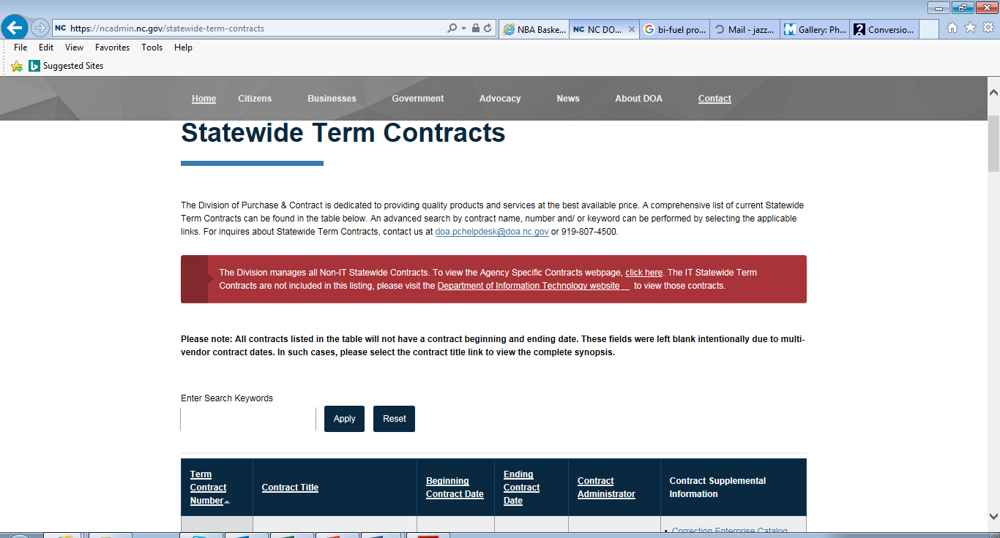 NC https://ncadmin.nc.gov/statewide-term-contracts
NBA Baske...
NC NC DO...
bi-fuel pro...
Mail - jazz...
Gallery: Ph...
Conversio...
File Edit View Favorites Tools Help
Suggested Sites
Home Citizens Businesses Government Advocacy News About DOA Contact
Statewide Term Contracts
The Division of Purchase & Contract is dedicated to providing quality products and services at the best available price. A comprehensive list of current Statewide
Term Contracts can be found in the table below. An advanced search by contract name, number and/ or keyword can be performed by selecting the applicable
links. For inquires about Statewide Term Contracts, contact us at doa.pchelpdesk@doa.nc.gov or 919-807-4500.
The Division manages all Non-IT Statewide Contracts. To view the Agency Specific Contracts webpage, click here. The IT Statewide Term
Contracts are not included in this listing, please visit the Department of Information Technology website to view those contracts.
Please note: All contracts listed in the table will not have a contract beginning and ending date. These fields were left blank intentionally due to multi-
vendor contract dates. In such cases, please select the contract title link to view the complete synopsis.
Enter Search Keywords
Apply Reset
Term
Contract
Number
Contract Title
Beginning
Contract Date
Ending
Contract
Date
Contract
Administrator
Contract Supplemental
Information
• Correction Enterprise Catalog